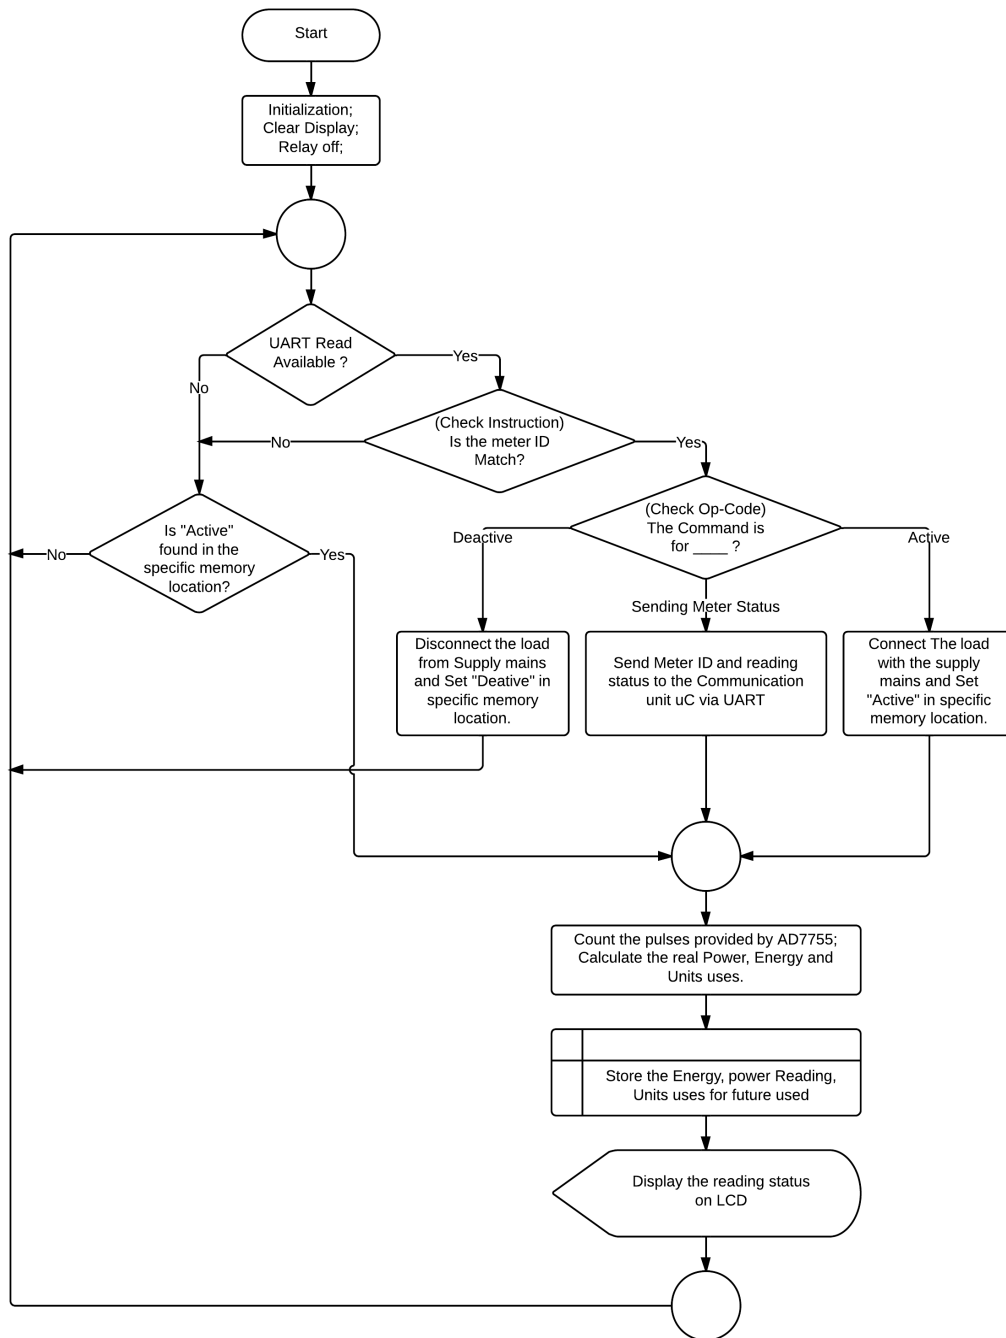 Start
Initialization;
Clear Display;
Relay off;
UART Read
Available ?
Yes
No
(Check Instruction)
Is the meter ID
Match?
No
Yes
(Check Op-Code)
The Command is
for ____ ?
Deactive
Active
Is "Active"
found in the
specific memory
location?
No
Yes
Sending Meter Status
Disconnect the load
from Supply mains
and Set "Deative" in
specific memory
location.
Send Meter ID and reading
status to the Communication
unit uC via UART
Connect The load
with the supply
mains and Set
"Active" in specific
memory location.
Count the pulses provided by AD7755;
Calculate the real Power, Energy and
Units uses.
Store the Energy, power Reading,
Units uses for future used
Display the reading status
on LCD